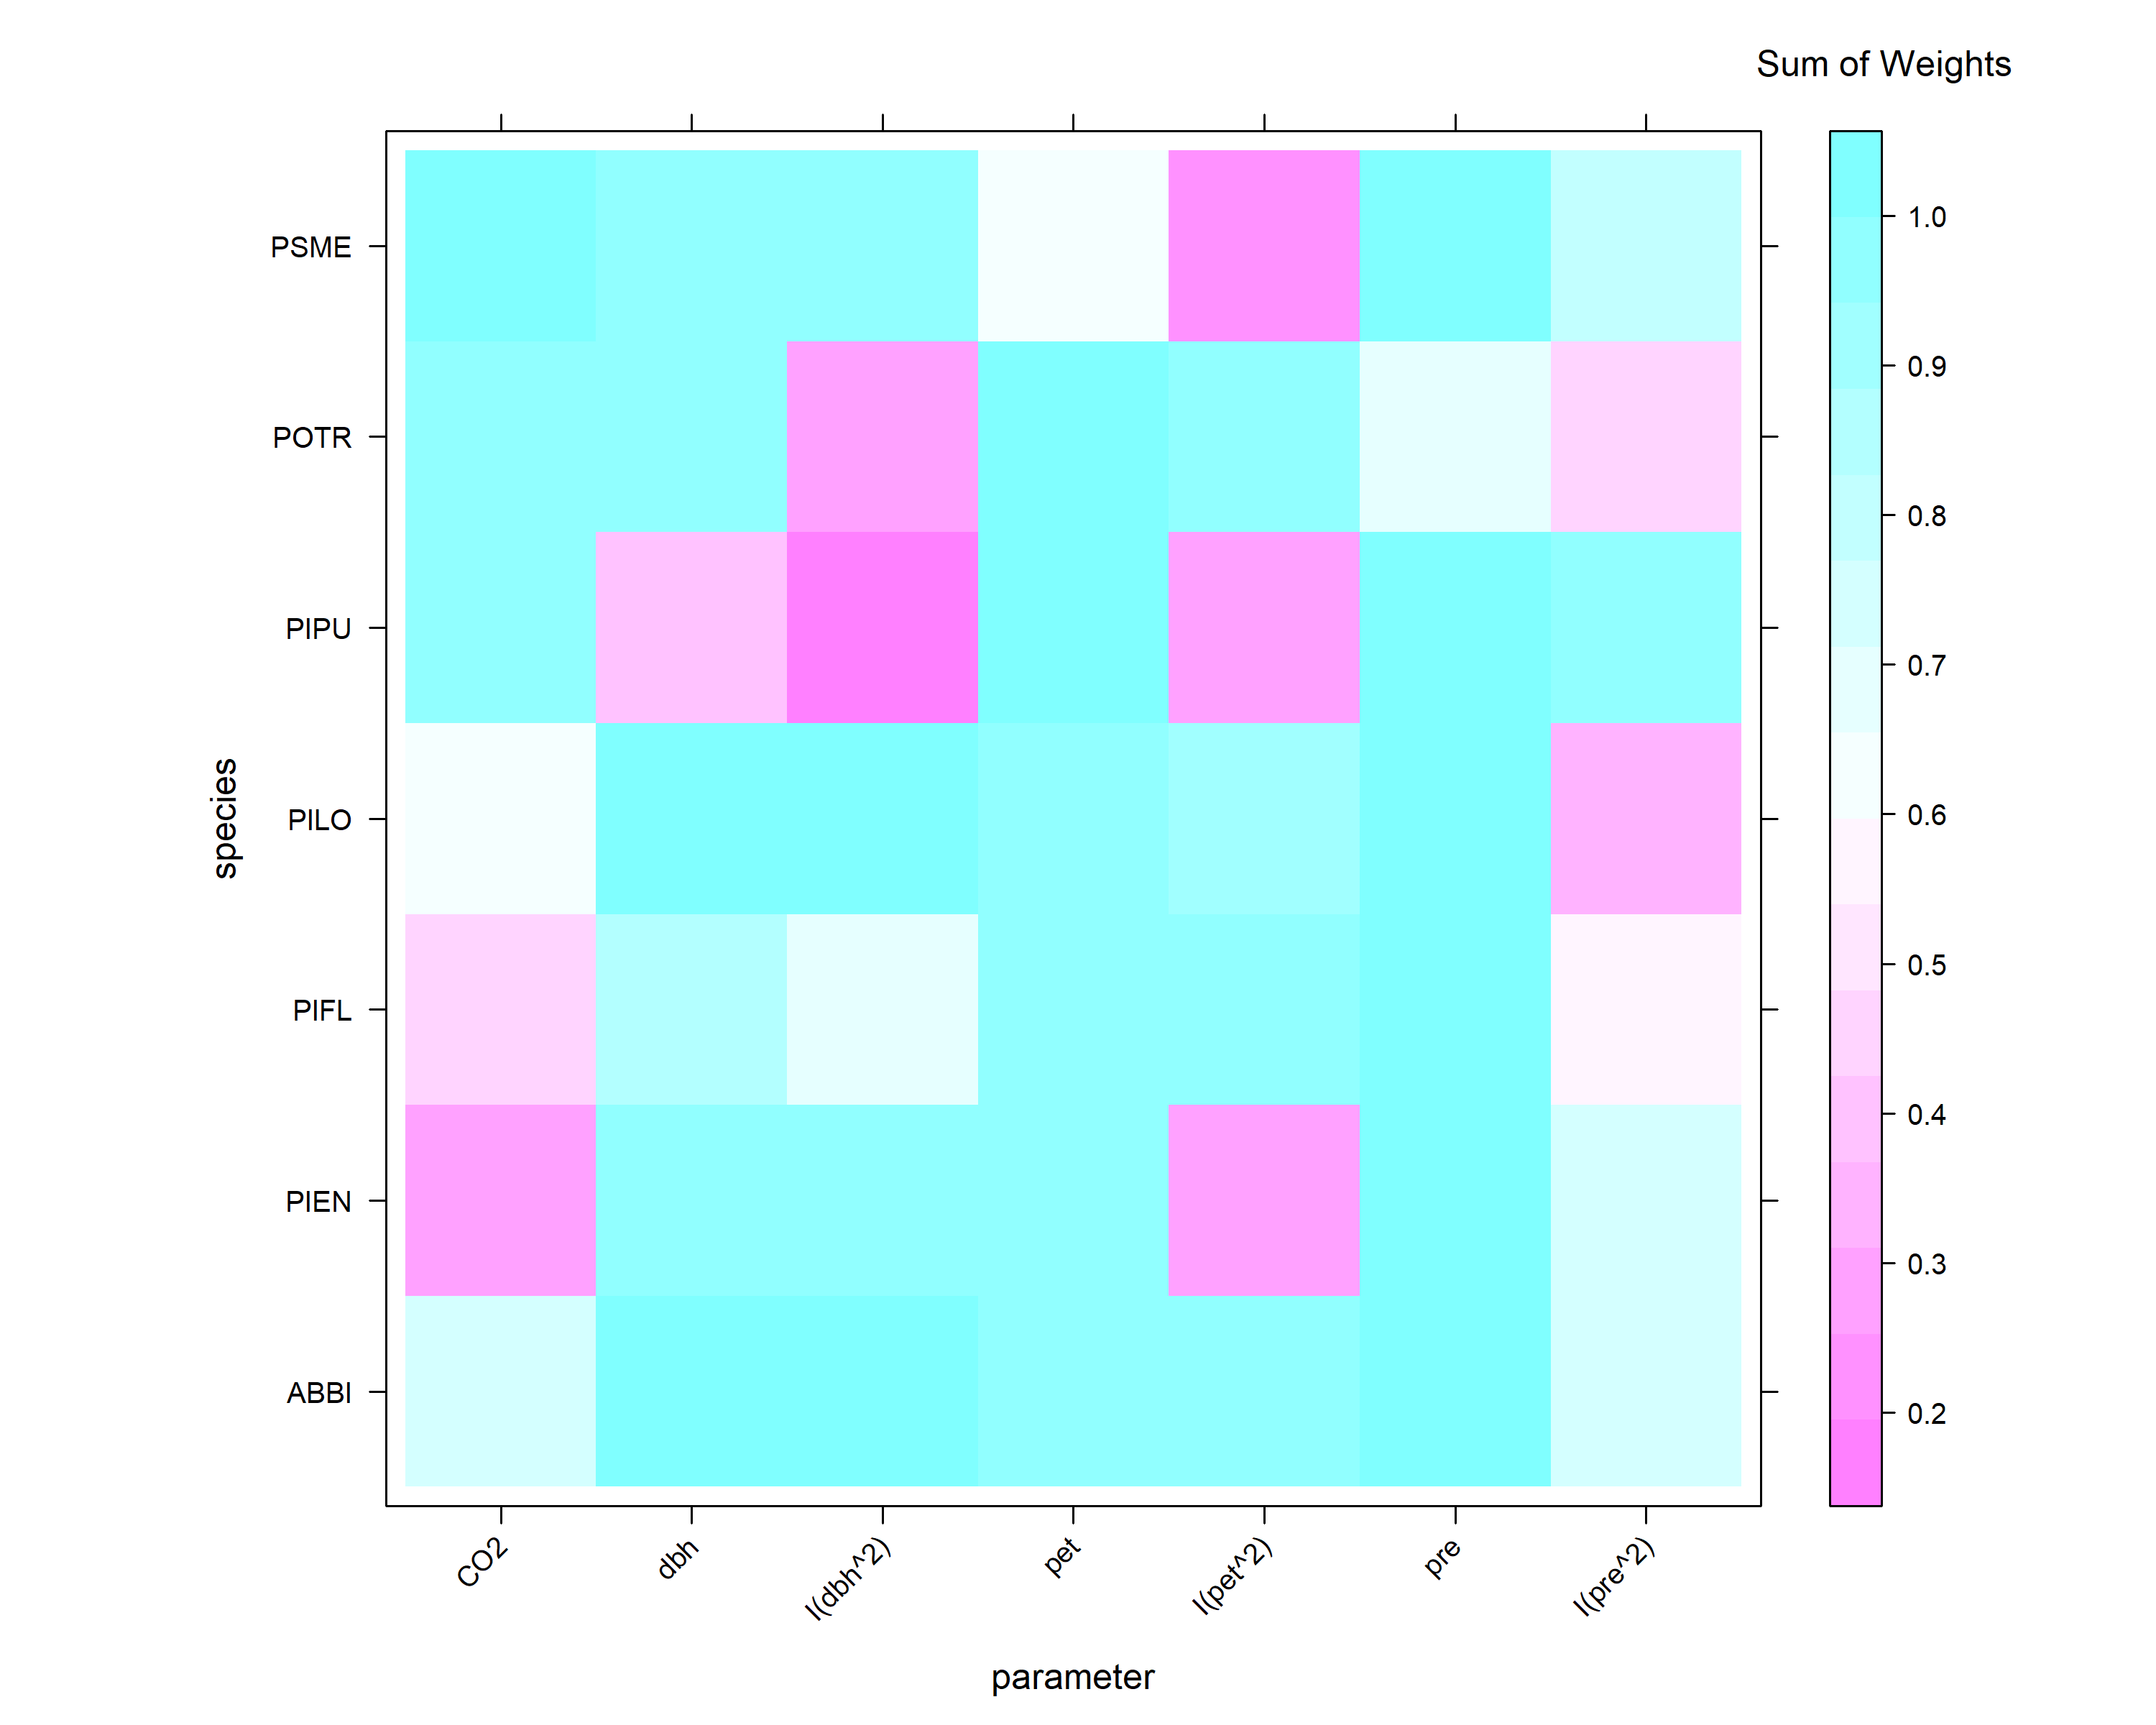 Sum of Weights
PSME
POTR
PIPU
PILO
PIFL
PIEN
ABBI
species
1.0
0.9
0.8
0.7
0.6
0.5
0.4
0.3
0.2
CO2
dbh
I(dbh^2)
pet
I(pet^2)
pre
I(pre^2)
parameter